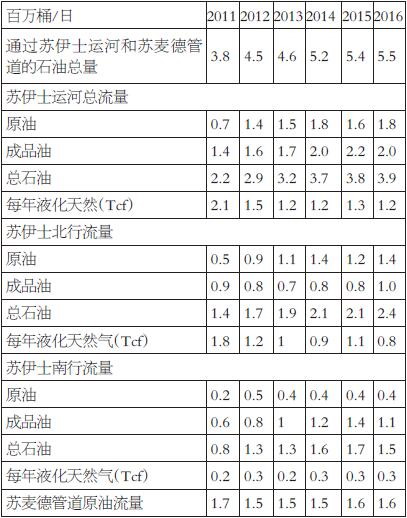 百万桶/日 2011 2012 2013 2014 2015 2016
通过苏伊士运河和苏麦德管
道的石油总量 3.8 4.5 4.6 5.2 5.4 5.5
苏伊士运河总流量
原油 0.7 1.4 1.5 1.8 1.6 1.8
成品油 1.4 1.6 1.7 2.0 2.2 2.0
总石油 2.2 2.9 3.2 3.7 3.8 3.9
每年液化天然(Tcf) 2.1 1.5 1.2 1.2 1.3 1.2
苏伊士北行流量
原油 0.5 0.9 1.1 1.4 1.2 1.4
成品油 0.9 0.8 0.7 0.8 0.8 1.0
总石油 1.4 1.7 1.9 2.1 2.1 2.4
每年液化天然气(Tcf) 1.8 1.2 1 0.9 1.1 0.8
苏伊士南行流量
原油 0.2 0.5 0.4 0.4 0.4 0.4
成品油 0.6 0.8 1 1.2 1.4 1.1
总石油 0.8 1.3 1.3 1.6 1.7 1.5
每年液化天然气(Tcf) 0.2 0.3 0.2 0.3 0.3 0.3
苏麦德管道原油流量 1.7 1.5 1.5 1.5 1.6 1.6